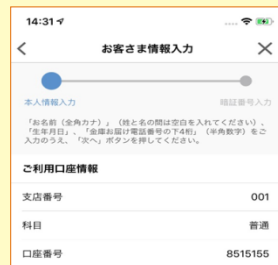 14:31
お客さま情報入力
本人情報入力
暗証番号入力
「お名前（全角カナ）」（姓と名の間は空白を入れてください）、
「生年月日」、「金庫お届け電話番号の下4桁」（半角数字）をご
入力のうえ、「次へ」ボタンを押してください。
ご利用口座情報
支店番号 001
科目 普通
口座番号 8515155